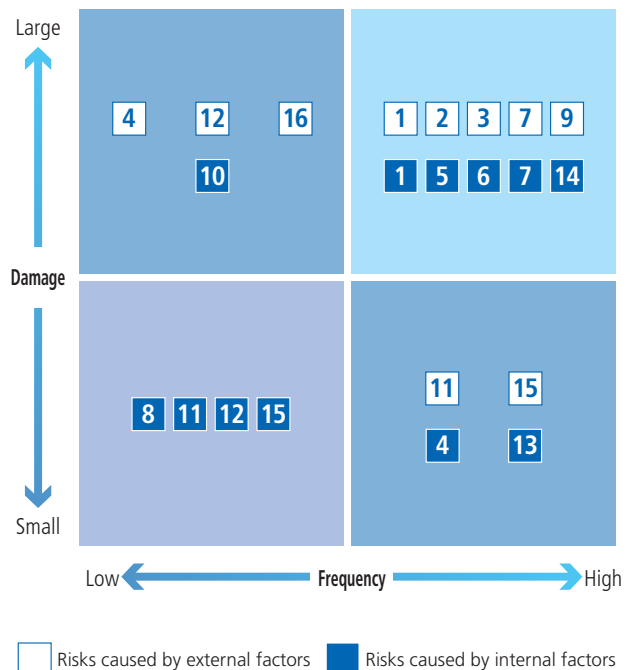 Large
4 12 16
1 2 3 7 9
10
1 5 6 7 14
Damage
11 15
8 11 12 15
4 13
Small
Low Frequency High
Risks caused by external factors Risks caused by internal factors